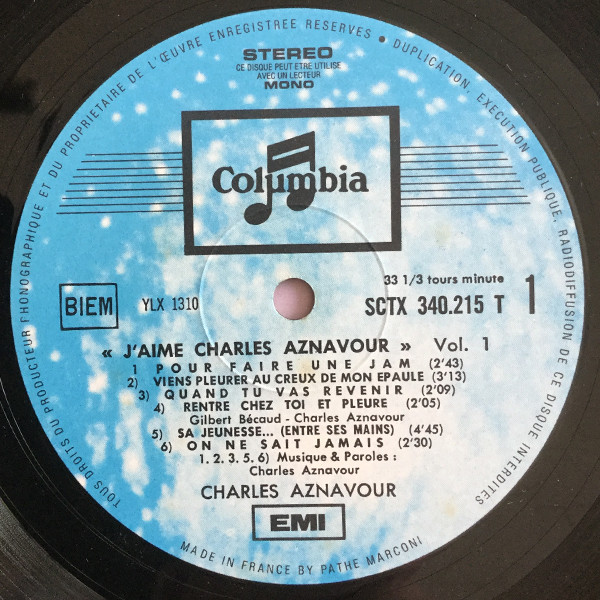 TOUS DROITS DU PRODUCTEUR PHONOGRAPHIQUE ET DU PROPRIETAIRE DE L'ŒUVRE ENREGISTREE RESERVES • DUPLICATION, EXECUTION PUBLIQUE, RADIODIFFUSION DE CE DISQUE INTERDITES
STEREO
CE DISQUE PEUT ETRE UTILISE
AVEC UN LECTEUR
MONO
Columbia
33 1/3 tours minute
BIEM YLX 1310 SCTX 340.215 T 1
« J'AIME CHARLES AZNAVOUR » Vol. 1
1 POUR FAIRE UNE JAM (2'43)
2) VIENS PLEURER AU CREUX DE MON EPAULE (3'13)
3) QUAND TU VAS REVENIR (2'09)
4) RENTRE CHEZ TOI ET PLEURE (2'05)
Gilbert Bécaud - Charles Aznavour
5) SA JEUNESSE... (ENTRE SES MAINS) (4'45)
6) ON NE SAIT JAMAIS (2'30)
1. 2. 3. 5. 6) Musique & Paroles :
Charles Aznavour
CHARLES AZNAVOUR
EMI
MADE IN FRANCE BY PATHE MARCONI